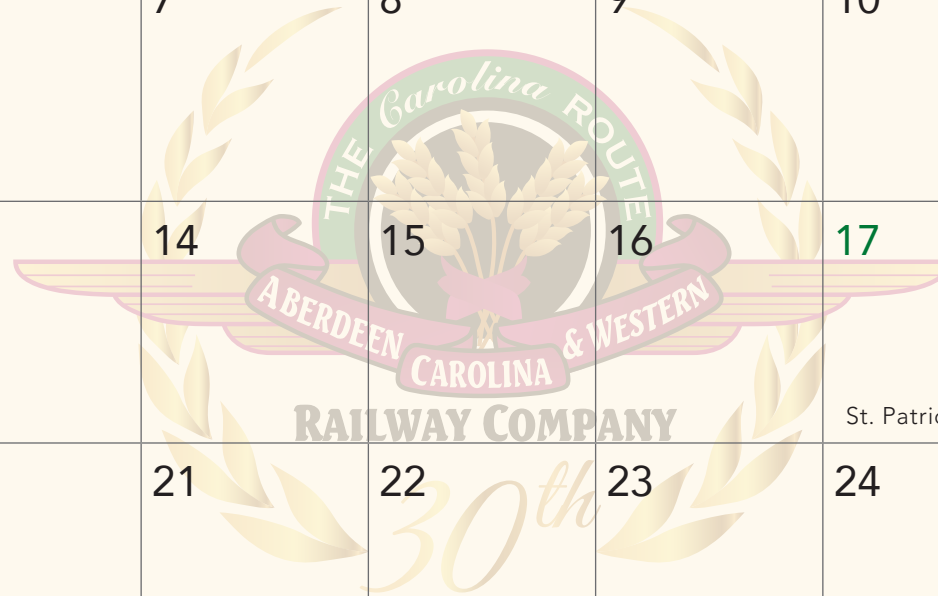 7 8 9 10
THE Carolina ROUTE
14 15 16 17
ABERDEEN CAROLINA & WESTERN
RAILWAY COMPANY
St. Patric
21 22 23 24
30th